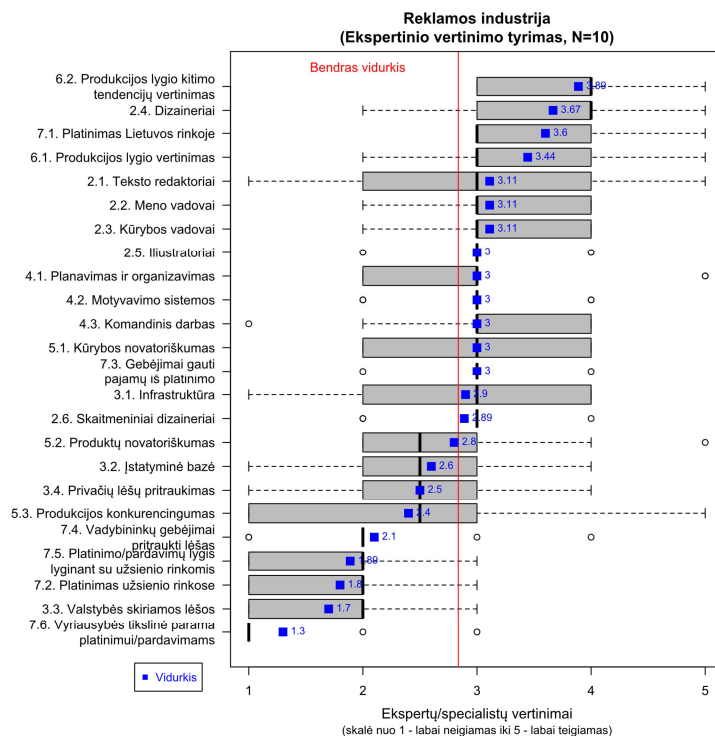 Reklamos industrija
(Ekspertinio vertinimo tyrimas, N=10)
Bendras vidurkis
6.2. Produkcijos lygio kitimo
tendencijų vertinimas
3.89
2.4. Dizaineriai
3.67
7.1. Platinimas Lietuvos rinkoje
3.6
6.1. Produkcijos lygio vertinimas
3.44
2.1. Teksto redaktoriai
3.11
2.2. Meno vadovai
3.11
2.3. Kūrybos vadovai
3.11
2.5. Iliustratoriai
3
4.1. Planavimas ir organizavimas
3
4.2. Motyvavimo sistemos
3
4.3. Komandinis darbas
3
5.1. Kūrybos novatoriškumas
3
7.3. Gebėjimai gauti
pajamų iš platinimo
3
3.1. Infrastruktūra
2.9
2.6. Skaitmeniniai dizaineriai
2.89
5.2. Produktų novatoriškumas
2.8
3.2. Įstatyminė bazė
2.6
3.4. Privačių lėšų pritraukimas
2.5
5.3. Produkcijos konkurencingumas
2.4
7.4. Vadybininkų gebėjimai
pritraukti lėšas
2.1
7.5. Platinimo/pardavimų lygis
lyginant su užsienio rinkomis
1.89
7.2. Platinimas užsienio rinkose
1.8
3.3. Valstybės skiriamos lėšos
1.7
7.6. Vyriausybės tikslinė parama
platinimui/pardavimams
1.3
Vidurkis
1 2 3 4 5
Ekspertų/specialistų vertinimai
(skalė nuo 1 - labai neigiamas iki 5 - labai teigiamas)